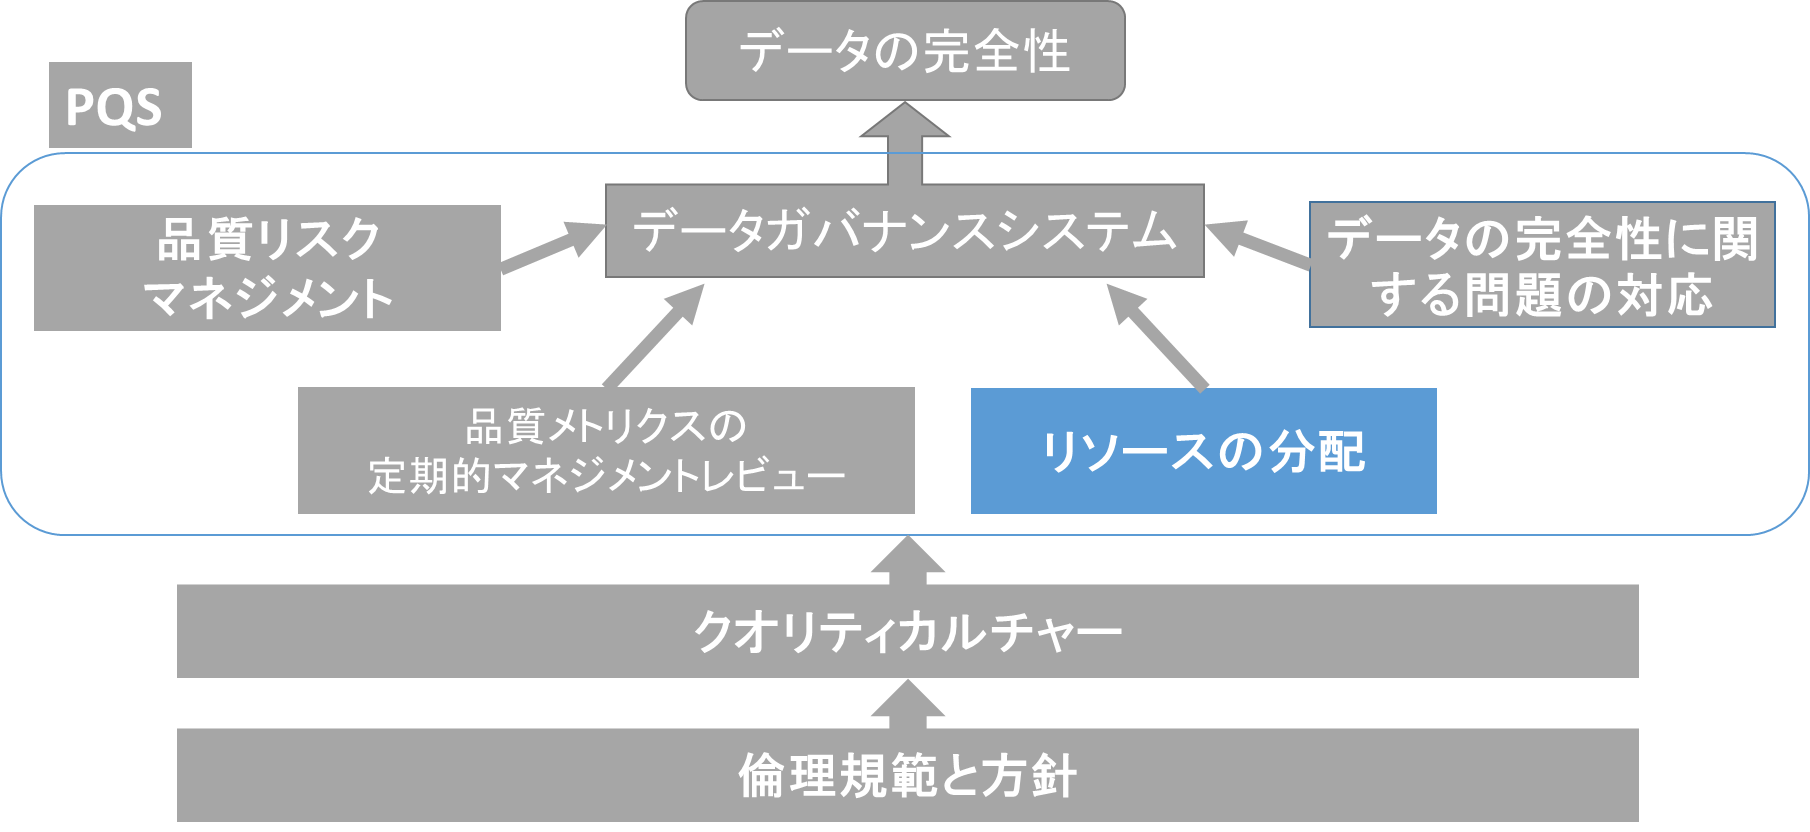 データの完全性
PQS
品質リスク
マネジメント
データガバナンスシステム
データの完全性に関
する問題の対応
品質メトリクスの
定期的マネジメントレビュー
リソースの分配
クオリティカルチャー
倫理規範と方針